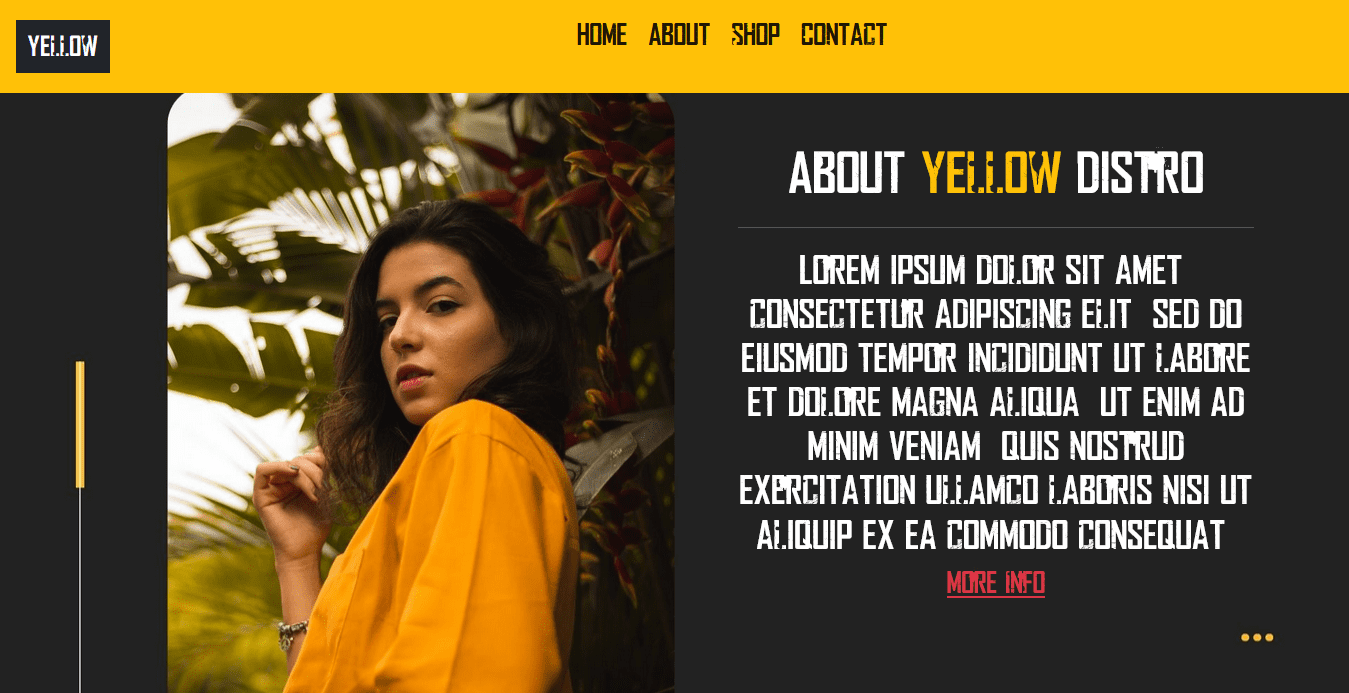 YELLOW
HOME ABOUT SHOP CONTACT
ABOUT YELLOW DISTRO
LOREM IPSUM DOLOR SIT AMET
CONSECTETUR ADIPISCING ELIT SED DO
EIUSMOD TEMPOR INCIDIDUNT UT LABORE
ET DOLORE MAGNA ALIQUA UT ENIM AD
MINIM VENIAM QUIS NOSTRUD
EXERCITATION ULLAMCO LABORIS NISI UT
ALIQUIP EX EA COMMODO CONSEQUAT
MORE INFO